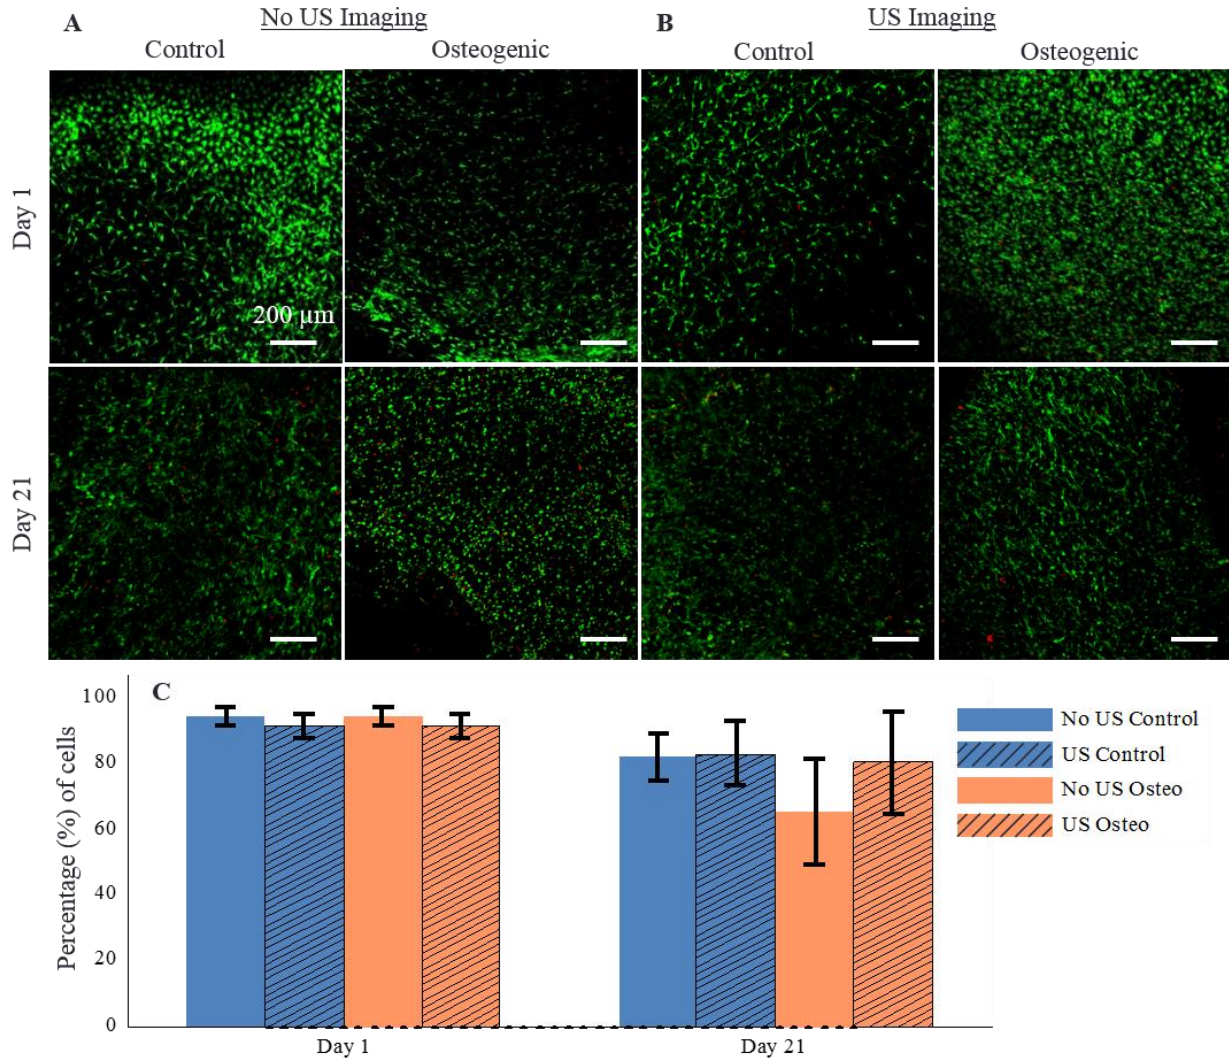 A No US Imaging B US Imaging
Control Osteogenic Control Osteogenic
Day 1
200 µm
Day 21
C
Percentage (%) of cells
100
80
60
40
20
0
Day 1 Day 21
No US Control
US Control
No US Osteo
US Osteo